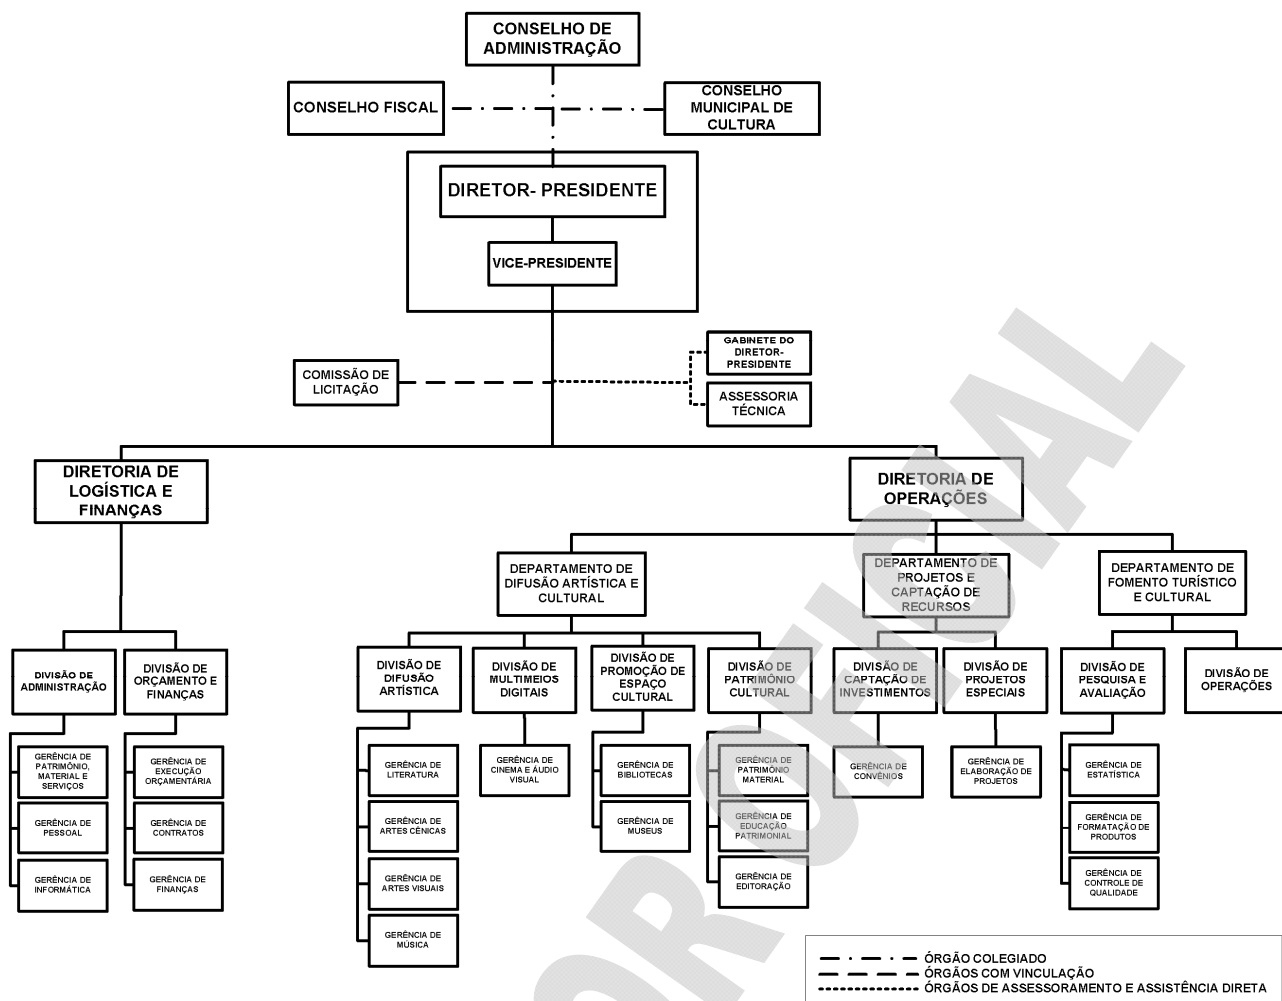 CONSELHO DE
ADMINISTRAÇÃO
CONSELHO FISCAL
CONSELHO
MUNICIPAL DE
CULTURA
DIRETOR- PRESIDENTE
VICE-PRESIDENTE
COMISSÃO DE
LICITAÇÃO
GABINETE DO
DIRETOR-
PRESIDENTE
ASSESSORIA
TÉCNICA
DIRETORIA DE
LOGÍSTICA E
FINANÇAS
DIRETORIA DE
OPERAÇÕES
DEPARTAMENTO DE
DIFUSÃO ARTÍSTICA E
CULTURAL
DEPARTAMENTO DE
PROJETOS E
CAPTAÇÃO DE
RECURSOS
DEPARTAMENTO DE
FOMENTO TURÍSTICO
E CULTURAL
DIVISÃO DE
ADMINISTRAÇÃO
DIVISÃO DE
ORÇAMENTO E
FINANÇAS
DIVISÃO DE
DIFUSÃO
ARTÍSTICA
DIVISÃO DE
MULTIMEIOS
DIGITAIS
DIVISÃO DE
PROMOÇÃO DE
ESPAÇO
CULTURAL
DIVISÃO DE
PATRIMÔNIO
CULTURAL
DIVISÃO DE
CAPTAÇÃO DE
INVESTIMENTOS
DIVISÃO DE
PROJETOS
ESPECIAIS
DIVISÃO DE
PESQUISA E
AVALIAÇÃO
DIVISÃO DE
OPERAÇÕES
GERÊNCIA DE
PATRIMÔNIO,
MATERIAL E
SERVIÇOS
GERÊNCIA DE
PESSOAL
GERÊNCIA DE
INFORMÁTICA
GERÊNCIA DE
EXECUÇÃO
ORÇAMENTÁRIA
GERÊNCIA DE
CONTRATOS
GERÊNCIA DE
FINANÇAS
GERÊNCIA DE
LITERATURA
GERÊNCIA DE
ARTES CÊNICAS
GERÊNCIA DE
ARTES VISUAIS
GERÊNCIA DE
MÚSICA
GERÊNCIA DE
CINEMA E ÁUDIO
VISUAL
GERÊNCIA DE
BIBLIOTECAS
GERÊNCIA DE
MUSEUS
GERÊNCIA DE
PATRIMÔNIO
MATERIAL
GERÊNCIA DE
EDUCAÇÃO
PATRIMONIAL
GERÊNCIA DE
EDITORAÇÃO
GERÊNCIA DE
CONVÊNIOS
GERÊNCIA DE
ELABORAÇÃO DE
PROJETOS
GERÊNCIA DE
ESTATÍSTICA
GERÊNCIA DE
FORMATAÇÃO DE
PRODUTOS
GERÊNCIA DE
CONTROLE DE
QUALIDADE
ÓRGÃO COLEGIADO
ÓRGÃOS COM VINCULAÇÃO
ÓRGÃOS DE ASSESSORAMENTO E ASSISTÊNCIA DIRETA
OR OFICIAL